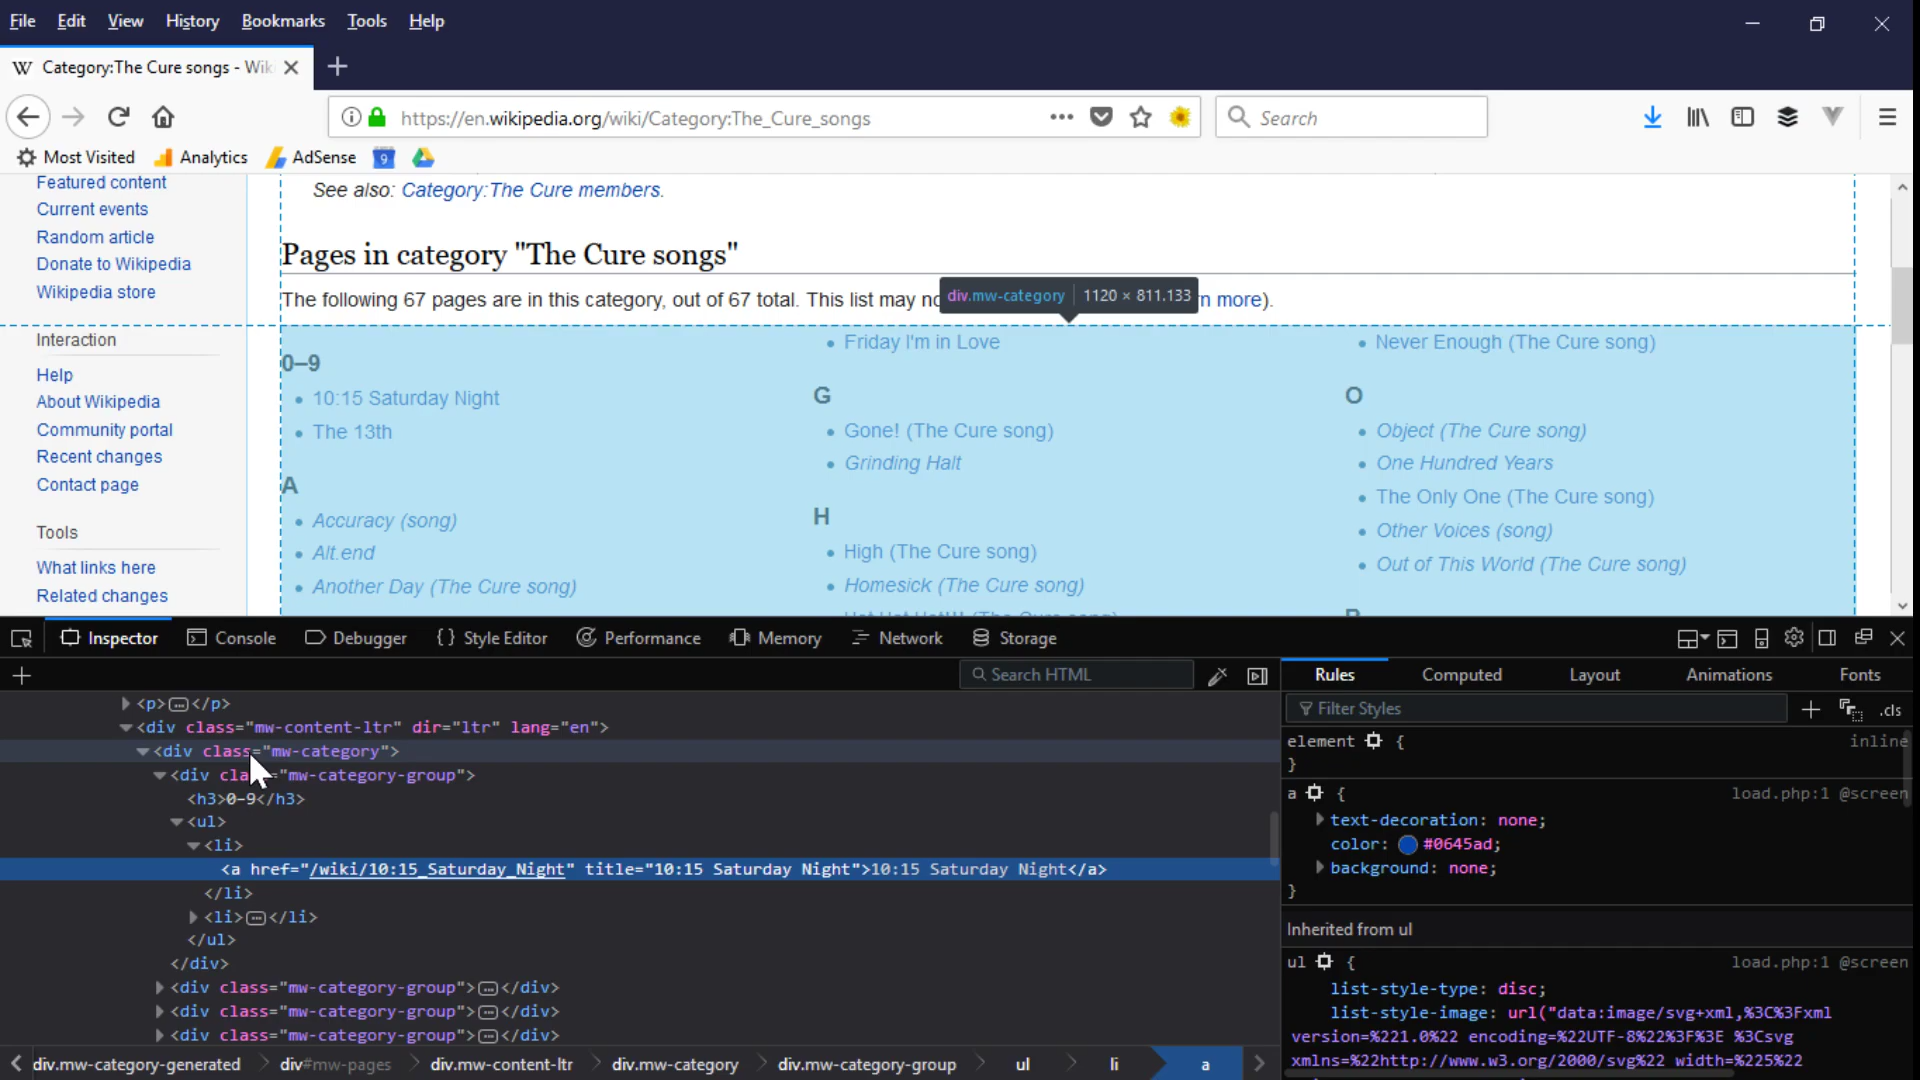 File Edit View History Bookmarks Tools Help
W Category:The Cure songs - Wiki
https://en.wikipedia.org/wiki/Category:The_Cure_songs
Search
Most Visited Analytics AdSense 9
Featured content
Current events
Random article
Donate to Wikipedia
Wikipedia store
Interaction
Help
About Wikipedia
Community portal
Recent changes
Contact page
Tools
What links here
Related changes
See also: Category:The Cure members.
Pages in category "The Cure songs"
The following 67 pages are in this category, out of 67 total. This list may
more).
div.mw-category 1120 × 811.133
0–9
10:15 Saturday Night
The 13th
A
Accuracy (song)
Alt.end
Another Day (The Cure song)
Friday I'm in Love
G
Gone! (The Cure song)
Grinding Halt
H
High (The Cure song)
Homesick (The Cure song)
Never Enough (The Cure song)
O
Object (The Cure song)
One Hundred Years
The Only One (The Cure song)
Other Voices (song)
Out of This World (The Cure song)
Inspector Console Debugger {} Style Editor Performance Memory Network Storage
+ Search HTML
<p>…</p>
<div class="mw-content-ltr" dir="ltr" lang="en">
<div class="mw-category">
<div cla ="mw-category-group">
<h3>0–9</h3>
<ul>
<li>
<a href="/wiki/10:15_Saturday_Night" title="10:15 Saturday Night">10:15 Saturday Night</a>
</li>
<li>…</li>
</ul>
</div>
<div class="mw-category-group">…</div>
<div class="mw-category-group">…</div>
<div class="mw-category-group">…</div>
div.mw-category-generated div#mw-pages div.mw-content-ltr div.mw-category div.mw-category-group ul li a
Rules Computed Layout Animations Fonts
Filter Styles + .cls
element { inline
}
a { load.php:1 @screen
text-decoration: none;
color: #0645ad;
background: none;
}
Inherited from ul
ul { load.php:1 @screen
list-style-type: disc;
list-style-image: url("data:image/svg+xml,%3C%3Fxml
version=%221.0%22 encoding=%22UTF-8%22%3F%3E %3Csvg
xmlns=%22http://www.w3.org/2000/svg%22 width=%225%22